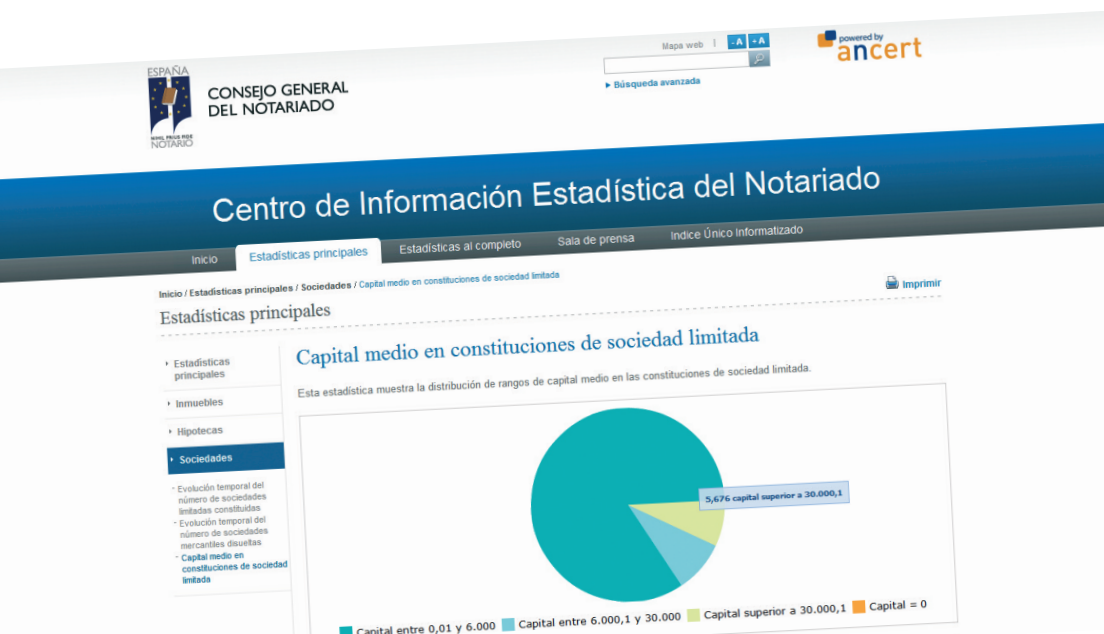 ESPAÑA
NIHIL PRIUS FIDE
NOTARIO
CONSEJO GENERAL
DEL NOTARIADO
Mapa web | - A + A
Búsqueda avanzada
powered by
ancert
Centro de Información Estadística del Notariado
Inicio Estadísticas principales Estadísticas al completo Sala de prensa Indice Único Informatizado
Inicio / Estadísticas principales / Sociedades / Capital medio en constituciones de sociedad limitada
Imprimir
Estadísticas principales
Estadísticas
principales
Inmuebles
Hipotecas
Sociedades
- Evolución temporal del
número de sociedades
limitadas constituidas
- Evolución temporal del
número de sociedades
mercantiles disueltas
- Capital medio en
constituciones de sociedad
limitada
Capital medio en constituciones de sociedad limitada
Esta estadística muestra la distribución de rangos de capital medio en las constituciones de sociedad limitada.
5,676 capital superior a 30.000,1
Capital entre 0,01 y 6.000 Capital entre 6.000,1 y 30.000 Capital superior a 30.000,1 Capital = 0